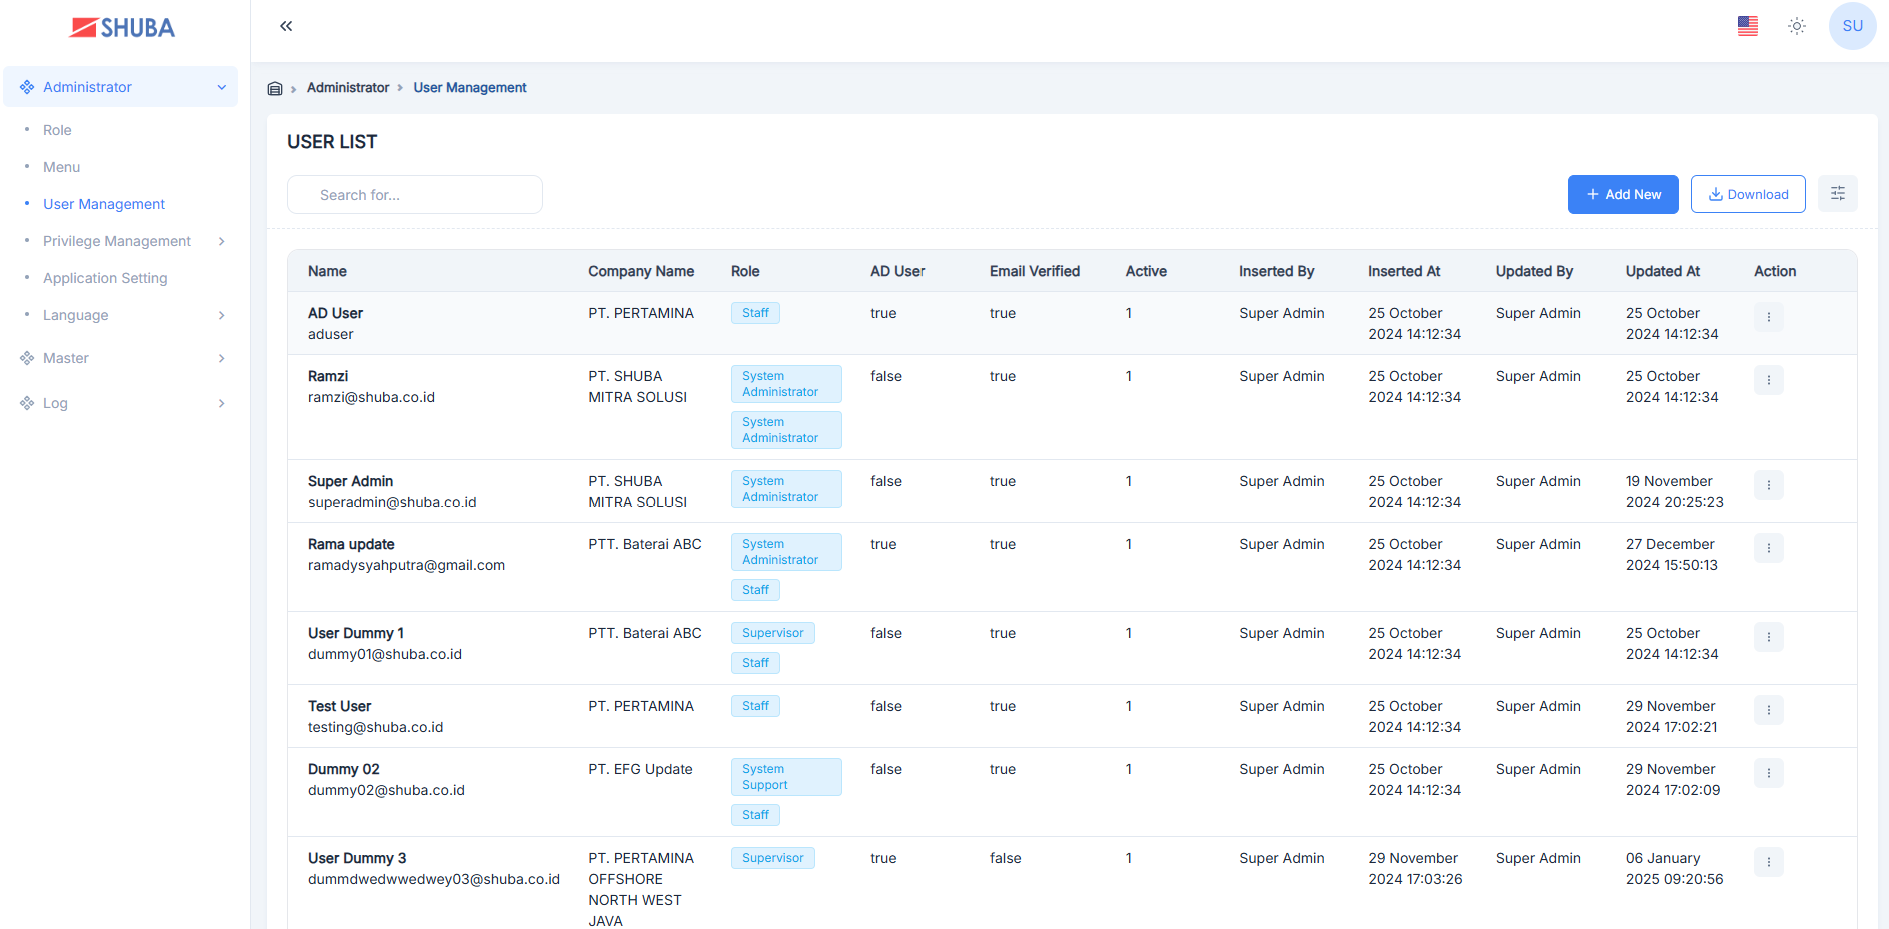 SHUBA
SU
Administrator
Role
Menu
User Management
Privilege Management
Application Setting
Language
Master
Log
Administrator
User Management
USER LIST
Search for...
Add New
Download
Name Company Name Role AD User Email Verified Active Inserted By Inserted At Updated By Updated At Action
AD User PT. PERTAMINA Staff true true 1 Super Admin 25 October Super Admin 25 October
aduser 2024 14:12:34 2024 14:12:34
Ramzi PT. SHUBA System false true 1 Super Admin 25 October Super Admin 25 October
ramzi@shuba.co.id MITRA SOLUSI Administrator 2024 14:12:34 2024 14:12:34
System
Administrator
Super Admin PT. SHUBA System false true 1 Super Admin 25 October Super Admin 19 November
superadmin@shuba.co.id MITRA SOLUSI Administrator 2024 14:12:34 2024 20:25:23
Rama update PTT. Baterai ABC System true true 1 Super Admin 25 October Super Admin 27 December
ramadysyahputra@gmail.com Administrator 2024 14:12:34 2024 15:50:13
Staff
User Dummy 1 PTT. Baterai ABC Supervisor false true 1 Super Admin 25 October Super Admin 25 October
dummy01@shuba.co.id Staff 2024 14:12:34 2024 14:12:34
Test User PT. PERTAMINA Staff false true 1 Super Admin 25 October Super Admin 29 November
testing@shuba.co.id 2024 14:12:34 2024 17:02:21
Dummy 02 PT. EFG Update System false true 1 Super Admin 25 October Super Admin 29 November
dummy02@shuba.co.id Support 2024 14:12:34 2024 17:02:09
Staff
User Dummy 3 PT. PERTAMINA Supervisor true false 1 Super Admin 29 November Super Admin 06 January
dummdwedwwedwey03@shuba.co.id OFFSHORE 2024 17:03:26 2025 09:20:56
NORTH WEST
JAVA